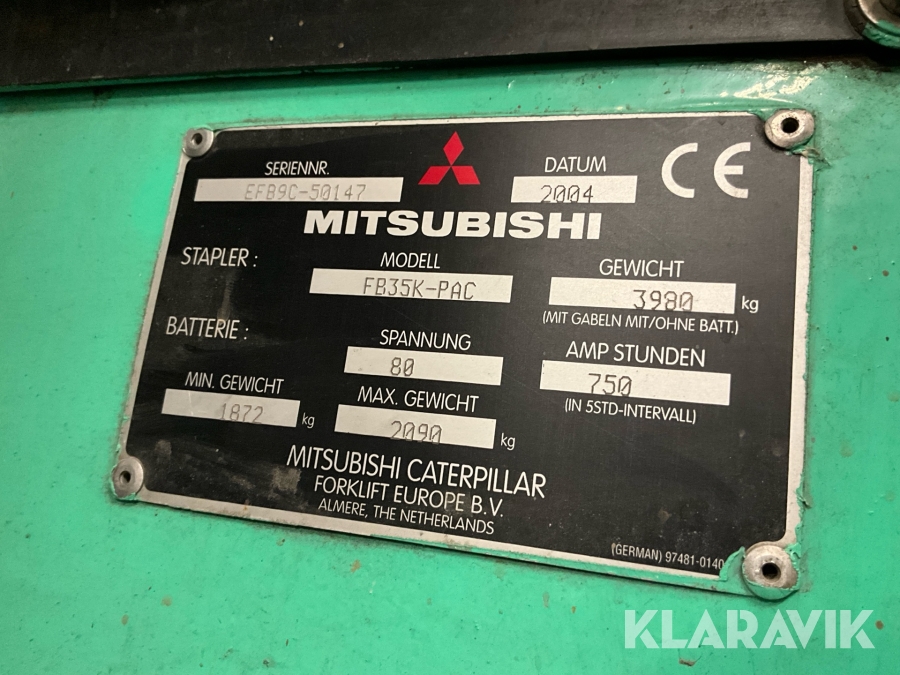 SERIENNR.
EFB9C-50147
DATUM
2004
CE
MITSUBISHI
STAPLER :
MODELL
FB35K-PAC
GEWICHT
3980 kg
(MIT GABELN MIT/OHNE BATT.)
BATTERIE :
SPANNUNG
80
AMP STUNDEN
750
(IN 5STD-INTERVALL)
MIN. GEWICHT
1872 kg
MAX. GEWICHT
2090 kg
MITSUBISHI CATERPILLAR
FORKLIFT EUROPE B.V.
ALMERE, THE NETHERLANDS
(GERMAN) 97481-0140
KLARAVIK